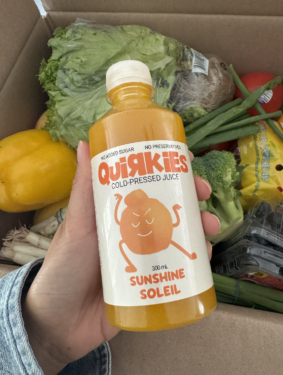 NO ADDED SUGAR
NO PRESERVATIVES
QUiRKiES
COLD-PRESSED JUICE
300 mL
SUNSHINE
SOLEIL